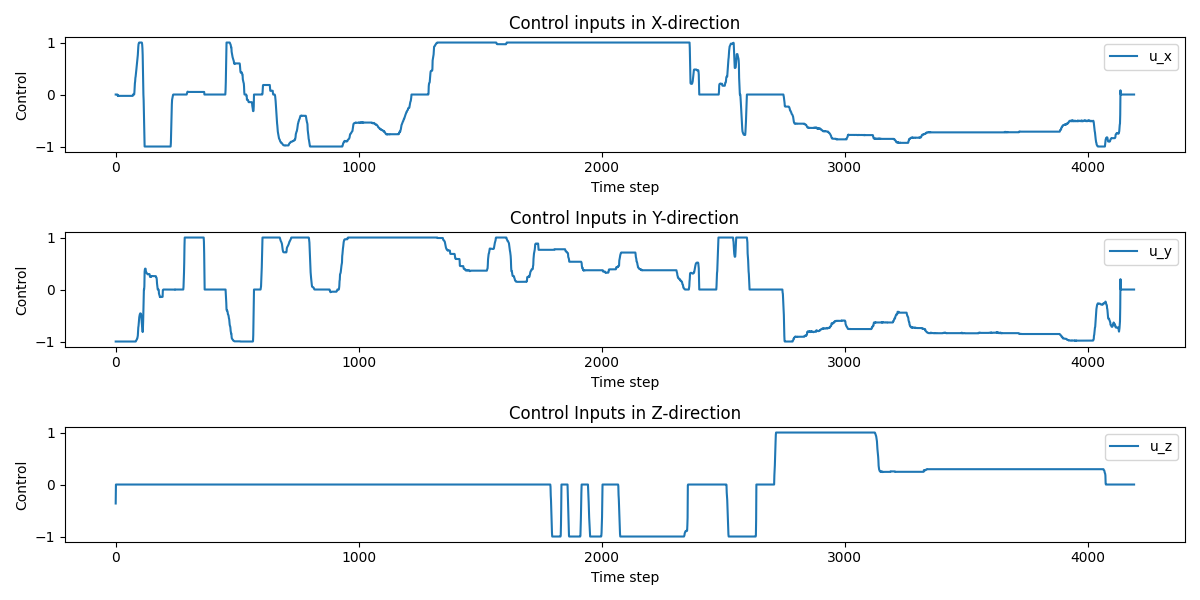 Control inputs in X-direction
1
0
−1
Control
u_x
0 1000 2000 3000 4000
Time step
Control Inputs in Y-direction
1
0
−1
Control
u_y
0 1000 2000 3000 4000
Time step
Control Inputs in Z-direction
1
0
−1
Control
u_z
0 1000 2000 3000 4000
Time step